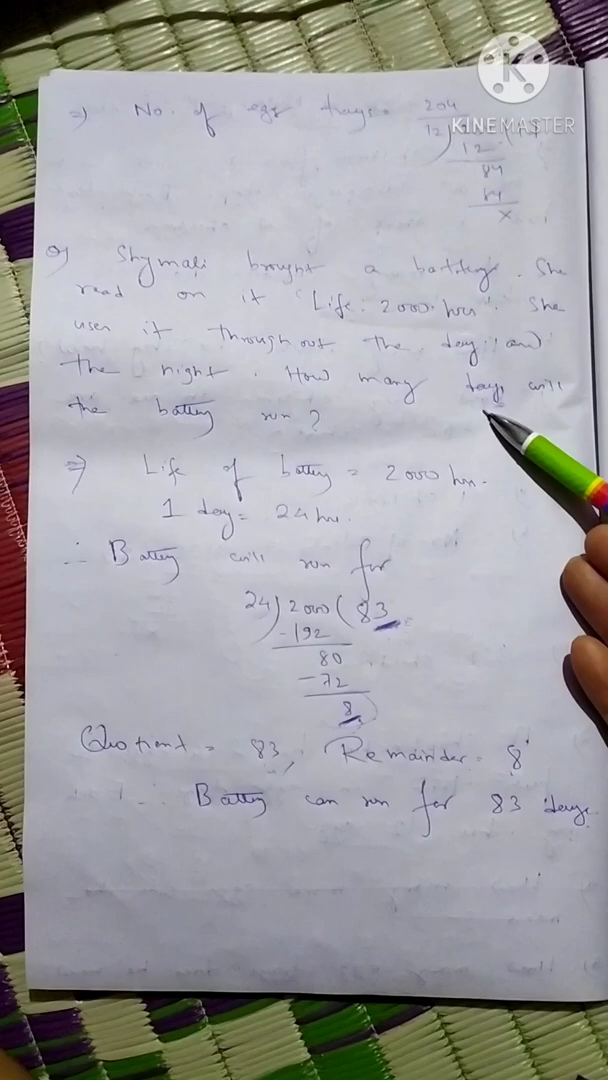 KINEMASTER
⇒ No. of egg trays = 204
12) (17
12
84
84
x
Q) Shymali brought a battery. She
read on it "Life: 2000 hrs". She
uses it throughout the day and
the night. How many days will
the battery run?
⇒ Life of battery = 2000 hrs.
1 day = 24 hrs.
∴ Battery will run for
24) 2000 (83
-192
80
-72
8
Quotient = 83, Remainder = 8
∴ Battery can run for 83 days